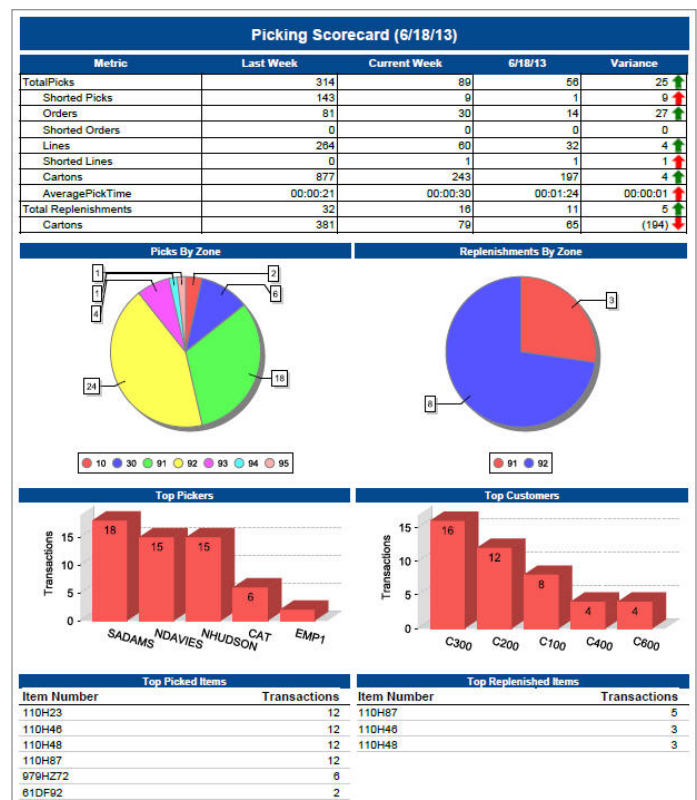 Picking Scorecard (6/18/13)
Metric Last Week Current Week 6/18/13 Variance
TotalPicks 314 89 56 25
Shorted Picks 143 9 1 9
Orders 81 30 14 27
Shorted Orders 0 0 0 0
Lines 264 60 32 4
Shorted Lines 0 1 1 1
Cartons 877 243 197 4
AveragePickTime 00:00:21 00:00:30 00:01:24 00:00:01
Total Replenishments 32 16 11 5
Cartons 381 79 65 (194)
Picks By Zone
1 2
1 6
4
24 18
10 30 91 92 93 94 95
Replenishments By Zone
3
8
91 92
Top Pickers
Transactions
15
10
5
0
18 15 15 6
SADAMS NDAVIES NHUDSON CAT EMP1
Top Customers
Transactions
15
10
5
0
16 12 8 4 4
C300 C200 C100 C400 C600
Top Picked Items
Item Number Transactions
110H23 12
110H46 12
110H48 12
110H87 12
979HZ72 6
61DF92 2
Top Replenished Items
Item Number Transactions
110H87 5
110H46 3
110H48 3